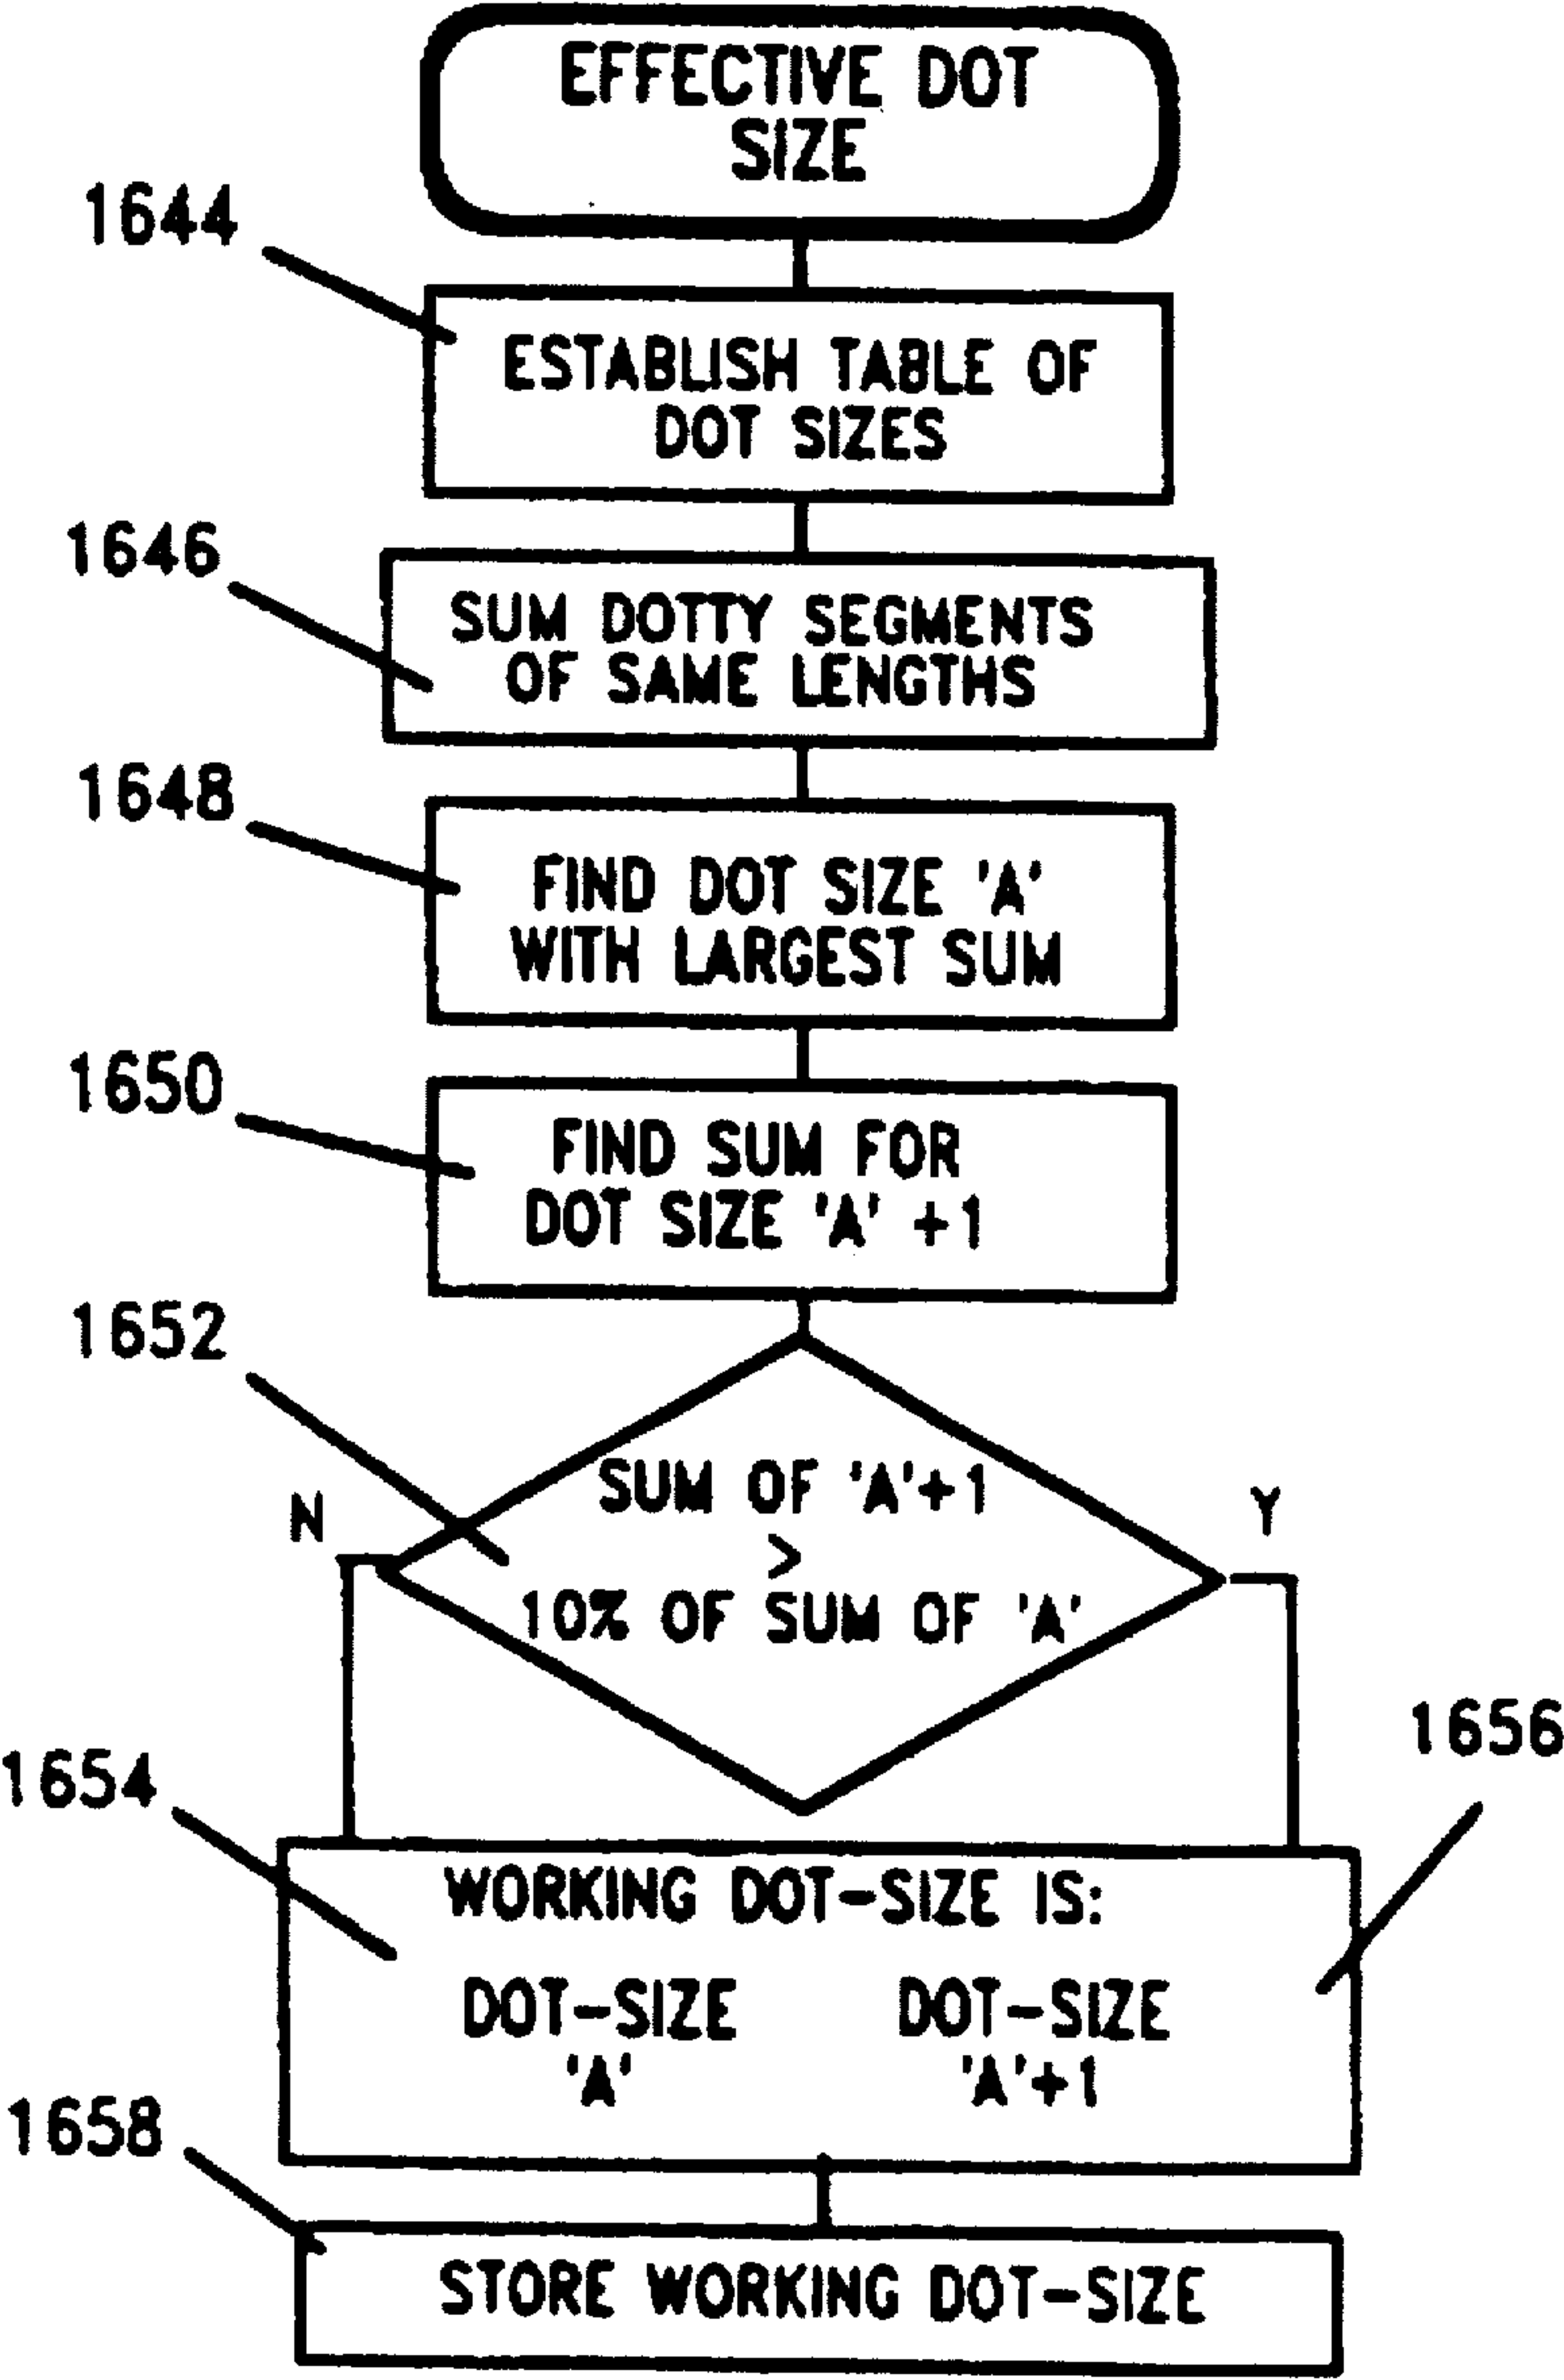 EFFECTIVE DOT
SIZE
1644
ESTABLISH TABLE OF
DOT SIZES
1646
SUM DOTTY SEGMENTS
OF SAME LENGTHS
1648
FIND DOT SIZE 'A'
WITH LARGEST SUM
1650
FIND SUM FOR
DOT SIZE 'A' +1
1652
SUM OF 'A'+1
>
10% OF SUM OF 'A'
N
Y
1654
1656
WORKING DOT-SIZE IS:
DOT-SIZE DOT-SIZE
'A' 'A'+1
1658
STORE WORKING DOT-SIZE